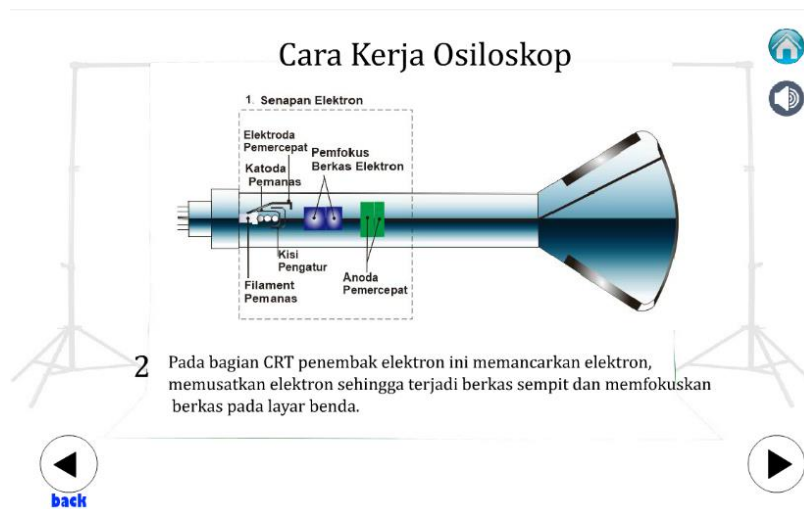 Cara Kerja Osiloskop
1. Senapan Elektron
Elektroda
Pemercepat
Pemfokus
Berkas Elektron
Katoda
Pemanas
Kisi
Pengatur
Filament
Pemanas
Anoda
Pemercepat
2 Pada bagian CRT penembak elektron ini memancarkan elektron,
memusatkan elektron sehingga terjadi berkas sempit dan memfokuskan
berkas pada layar benda.
back